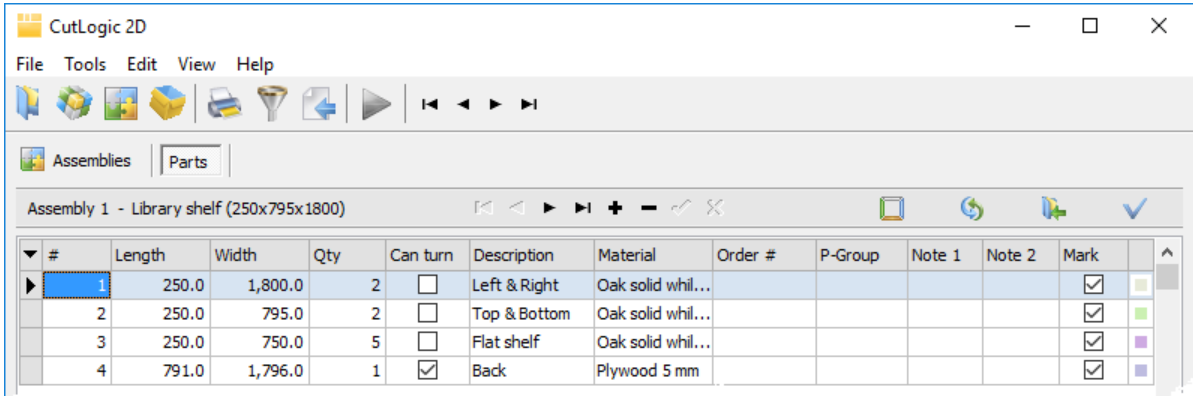 CutLogic 2D
File Tools Edit View Help
Assemblies Parts
Assembly 1 - Library shelf (250x795x1800)
# Length Width Qty Can turn Description Material Order # P-Group Note 1 Note 2 Mark
1 250.0 1,800.0 2 Left & Right Oak solid whil...
2 250.0 795.0 2 Top & Bottom Oak solid whil...
3 250.0 750.0 5 Flat shelf Oak solid whil...
4 791.0 1,796.0 1 Back Plywood 5 mm